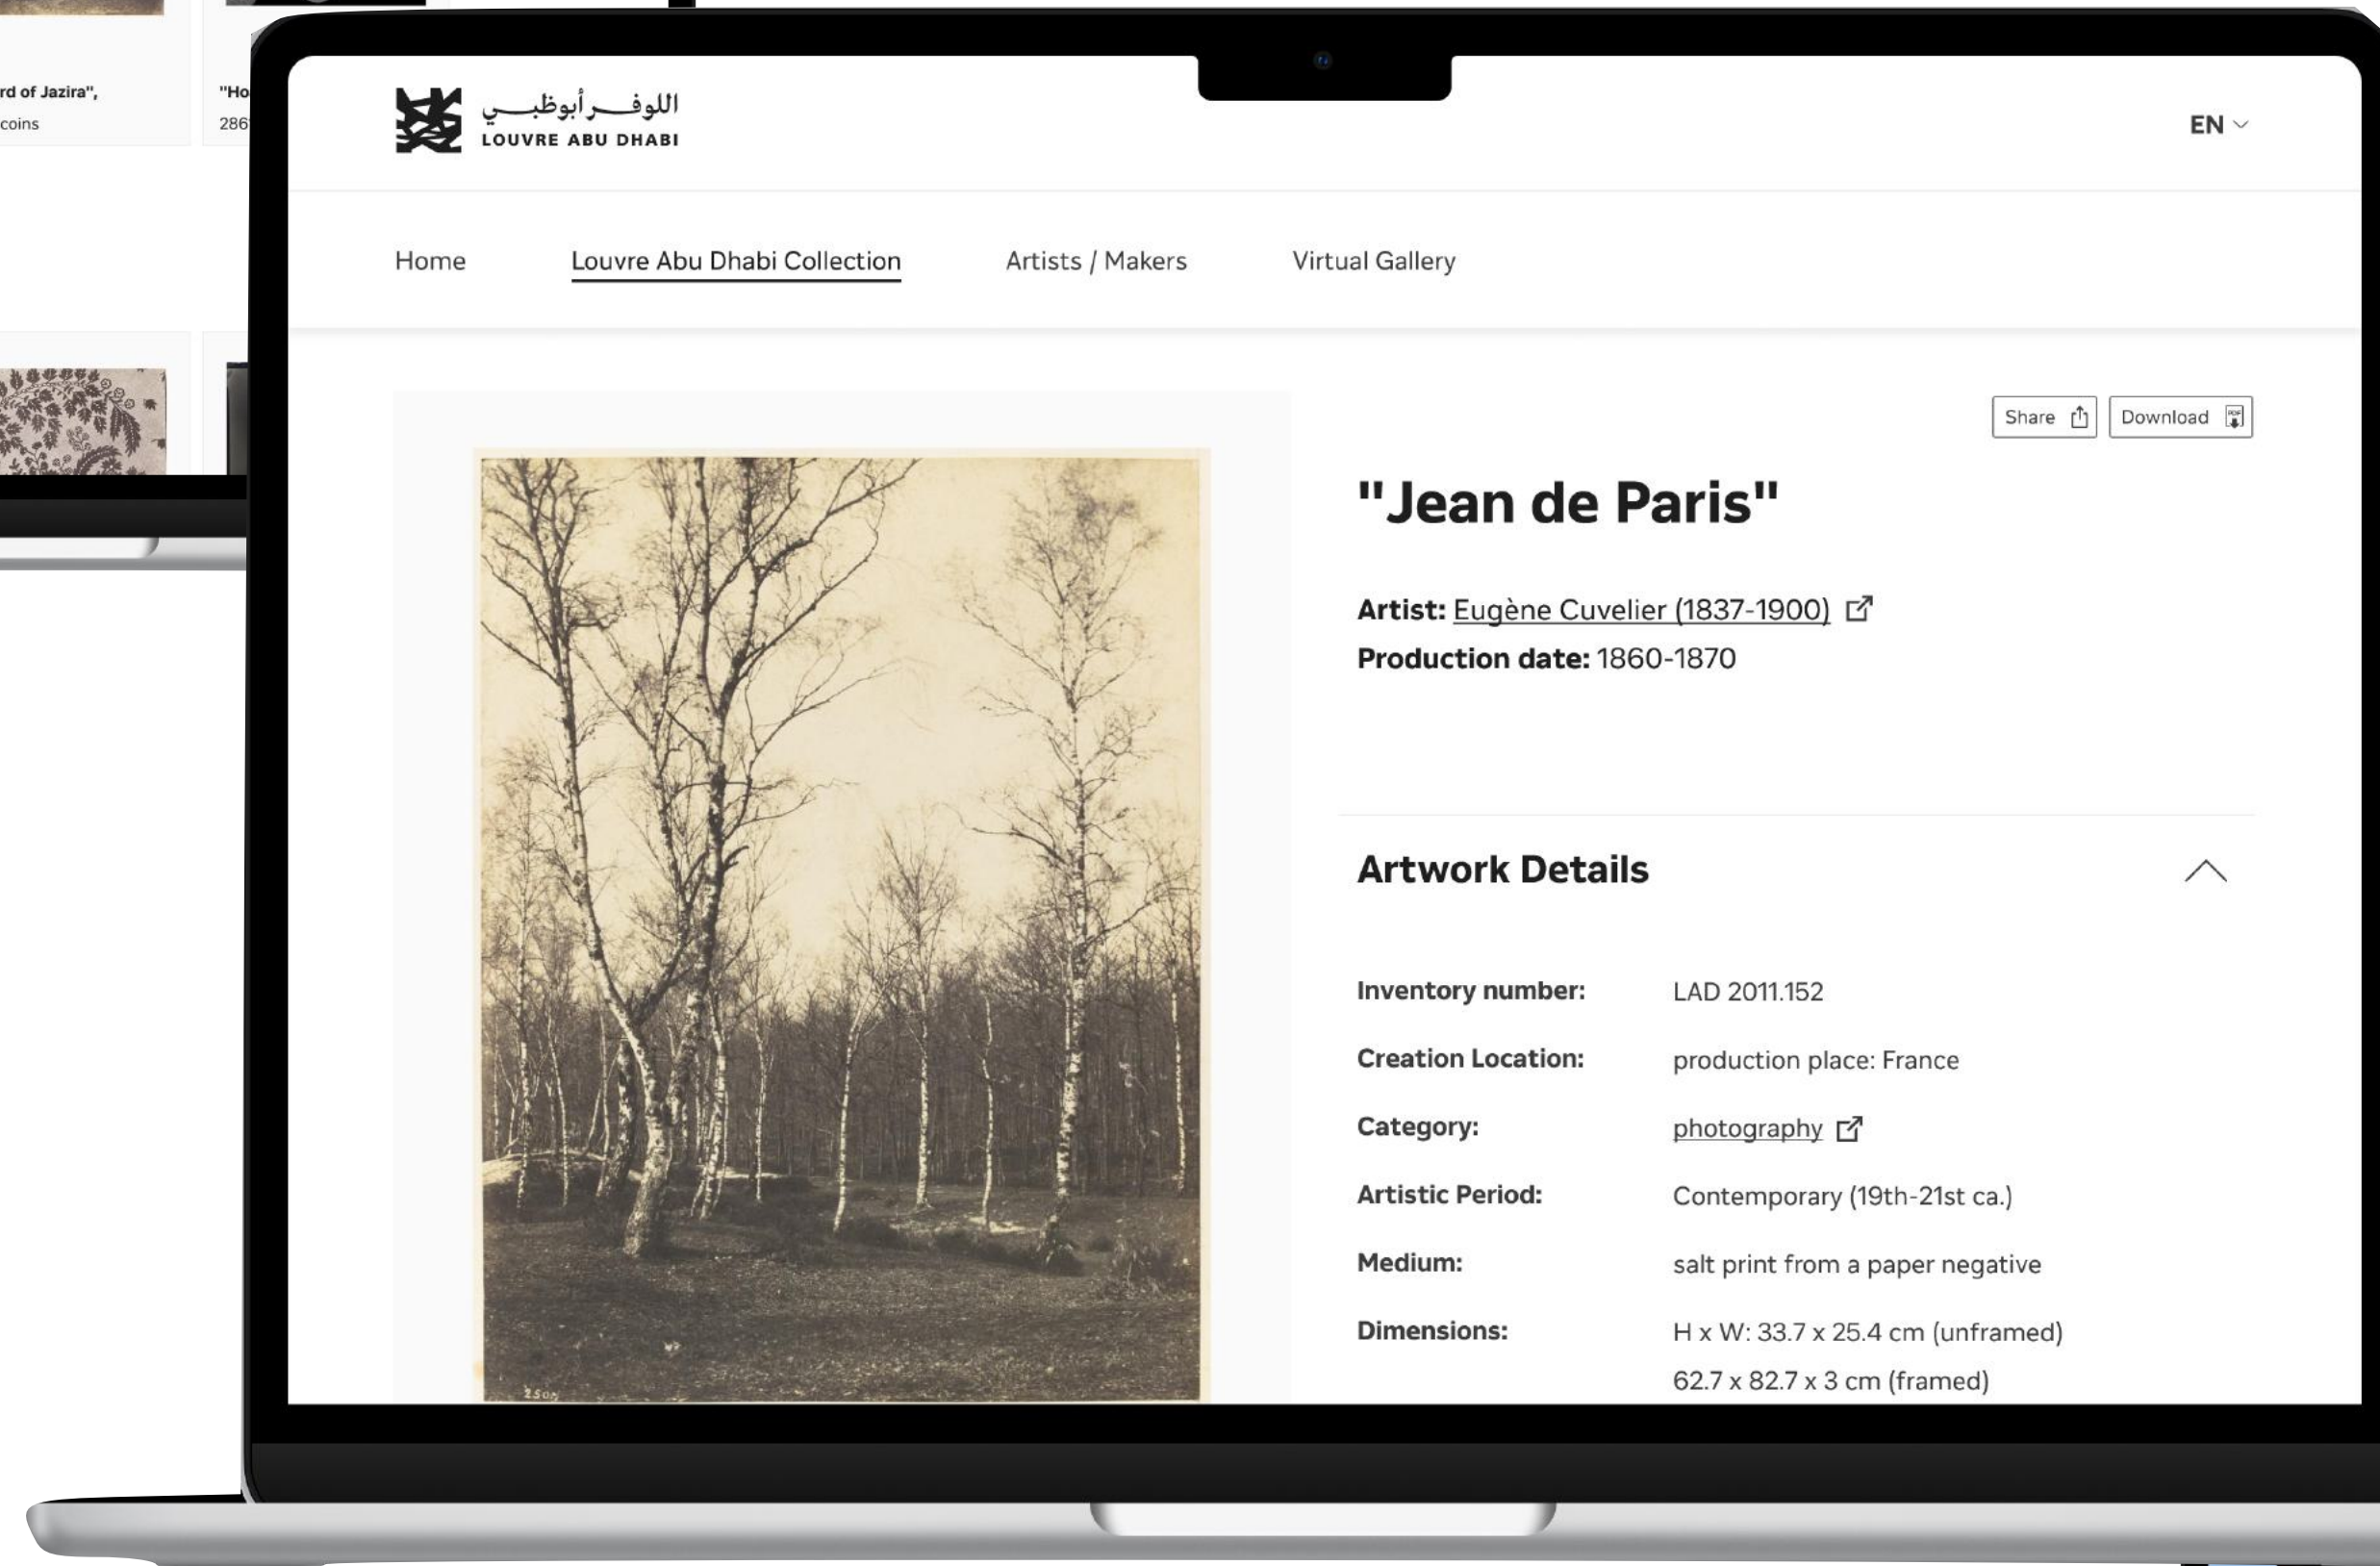 rd of Jazira",
coins
"Ho
286
اللوفر أبوظبي
LOUVRE ABU DHABI
EN
Home
Louvre Abu Dhabi Collection
Artists / Makers
Virtual Gallery
Share
Download
PDF
"Jean de Paris"
Artist: Eugène Cuvelier (1837-1900)
Production date: 1860-1870
Artwork Details
Inventory number: LAD 2011.152
Creation Location: production place: France
Category: photography
Artistic Period: Contemporary (19th-21st ca.)
Medium: salt print from a paper negative
Dimensions: H x W: 33.7 x 25.4 cm (unframed)
62.7 x 82.7 x 3 cm (framed)